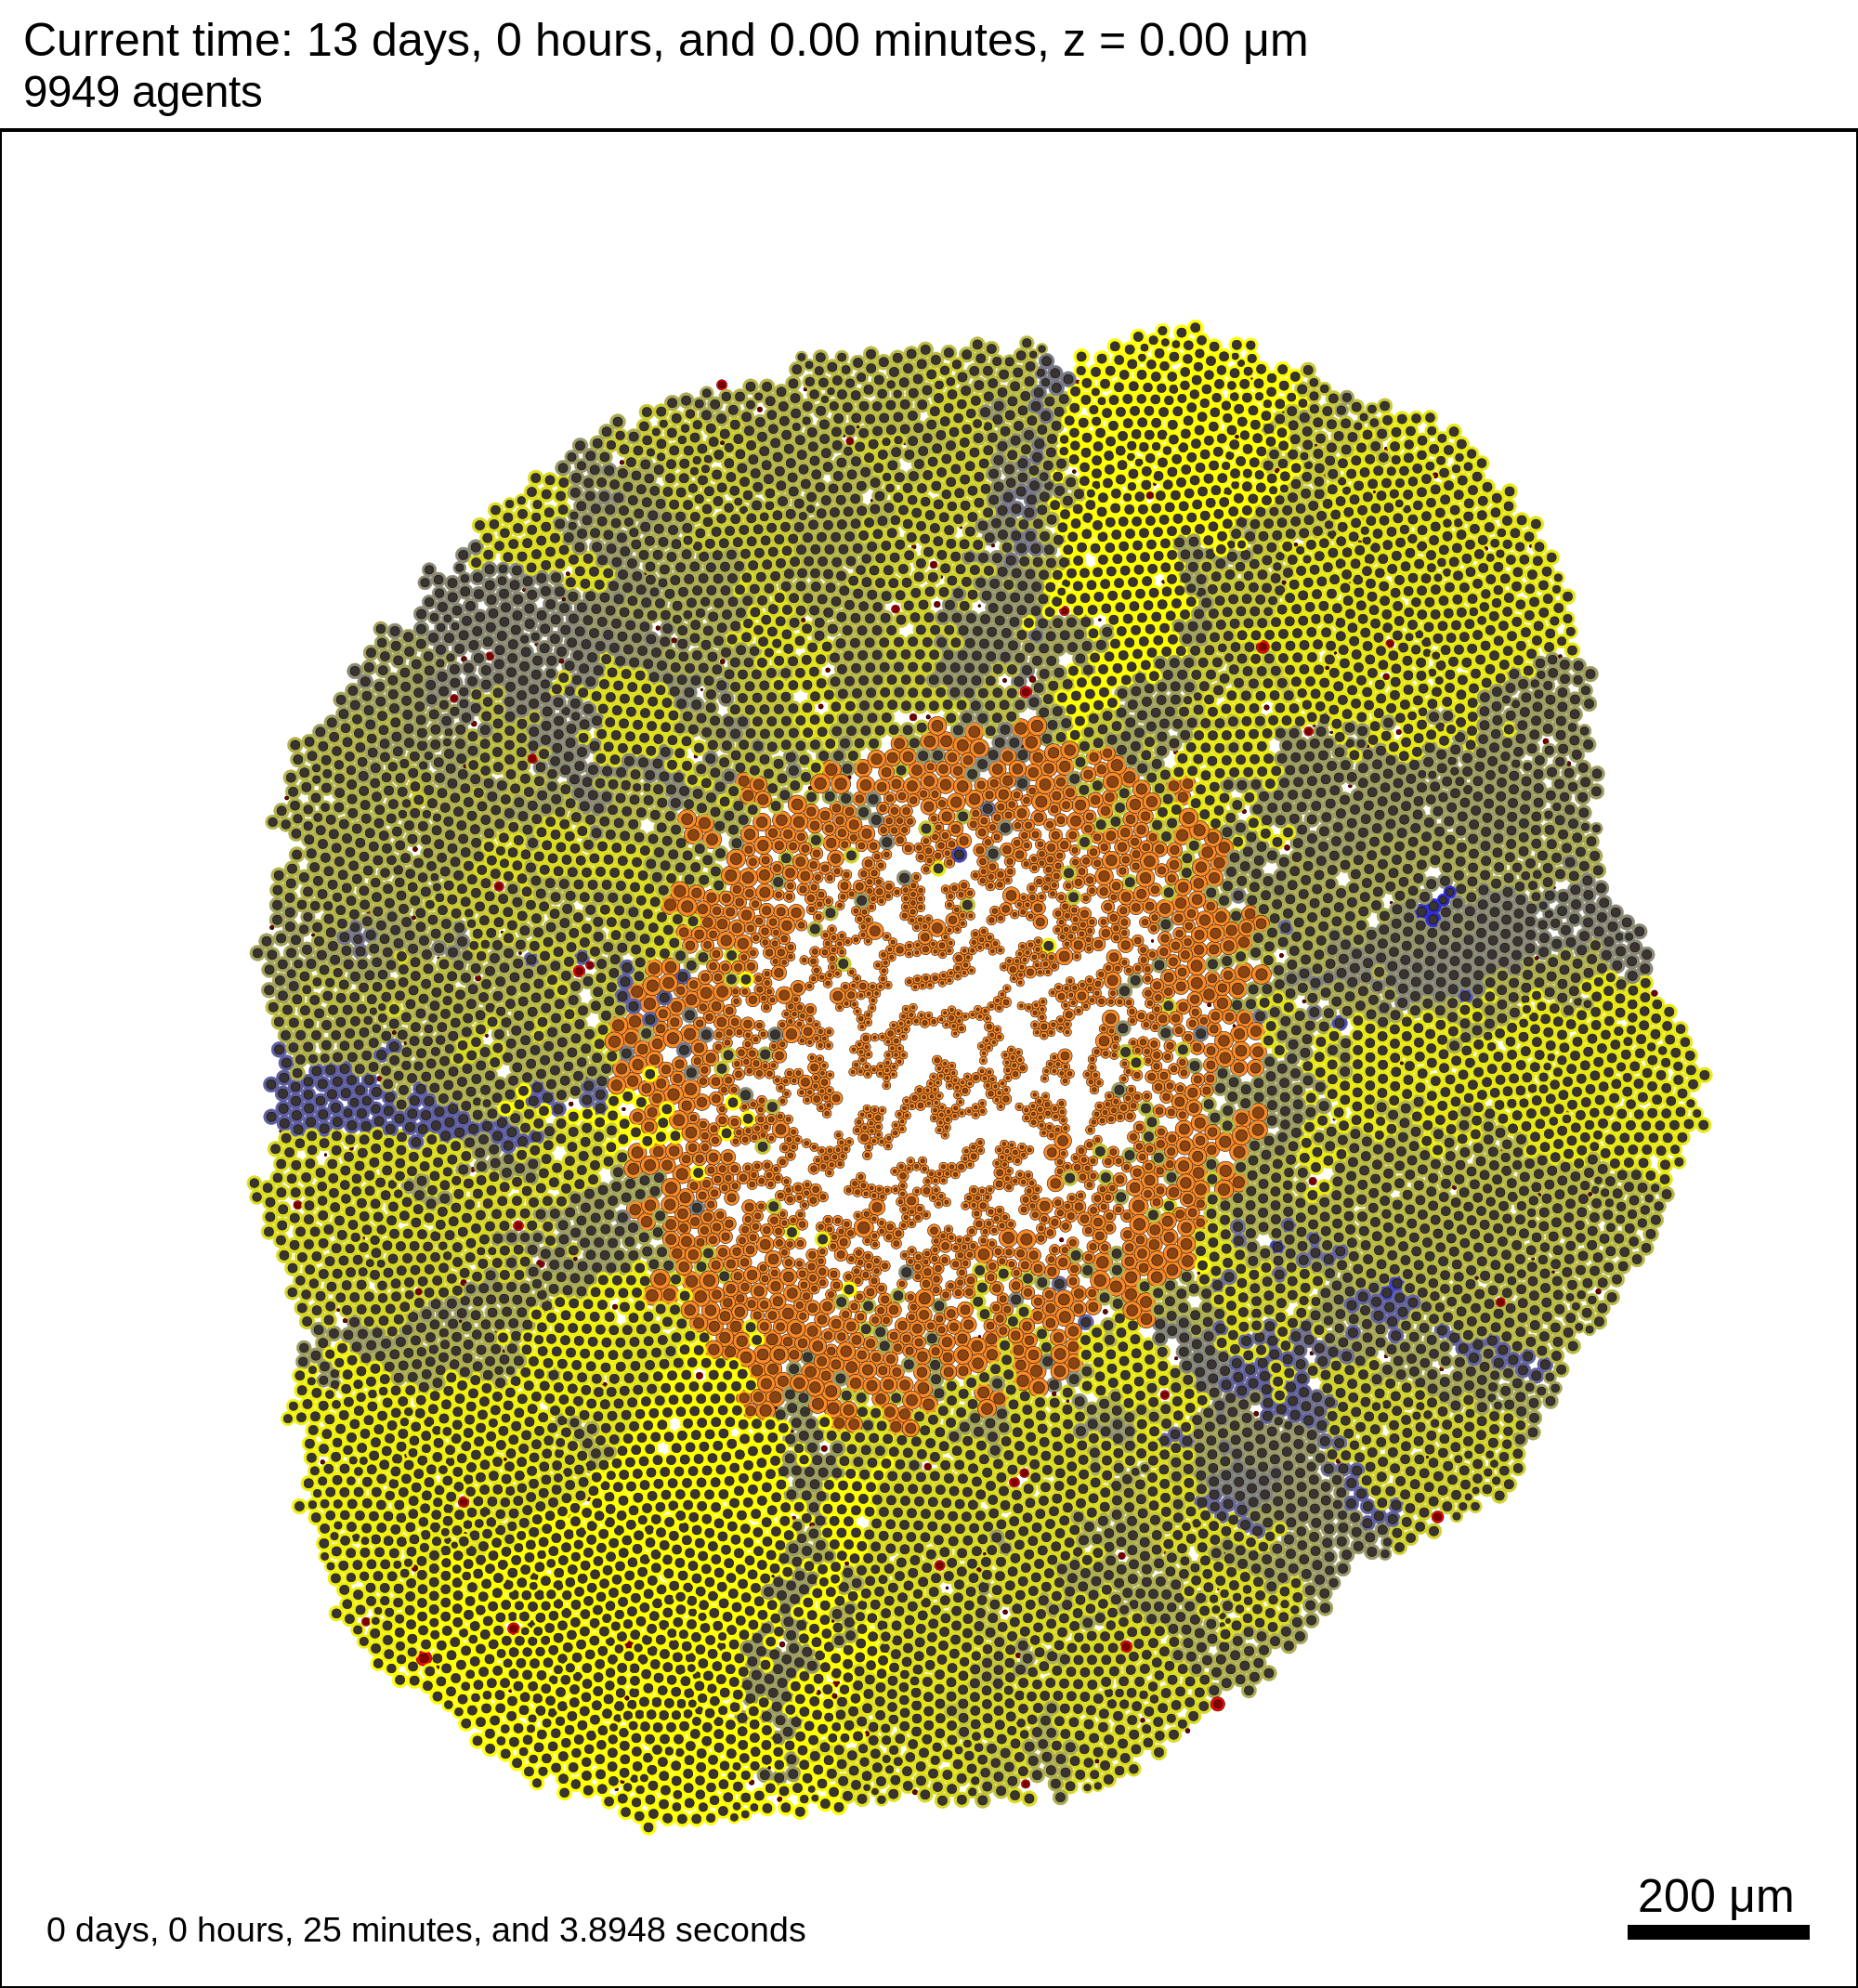 Current time: 13 days, 0 hours, and 0.00 minutes, z = 0.00 μm
9949 agents
200 μm
0 days, 0 hours, 25 minutes, and 3.8948 seconds